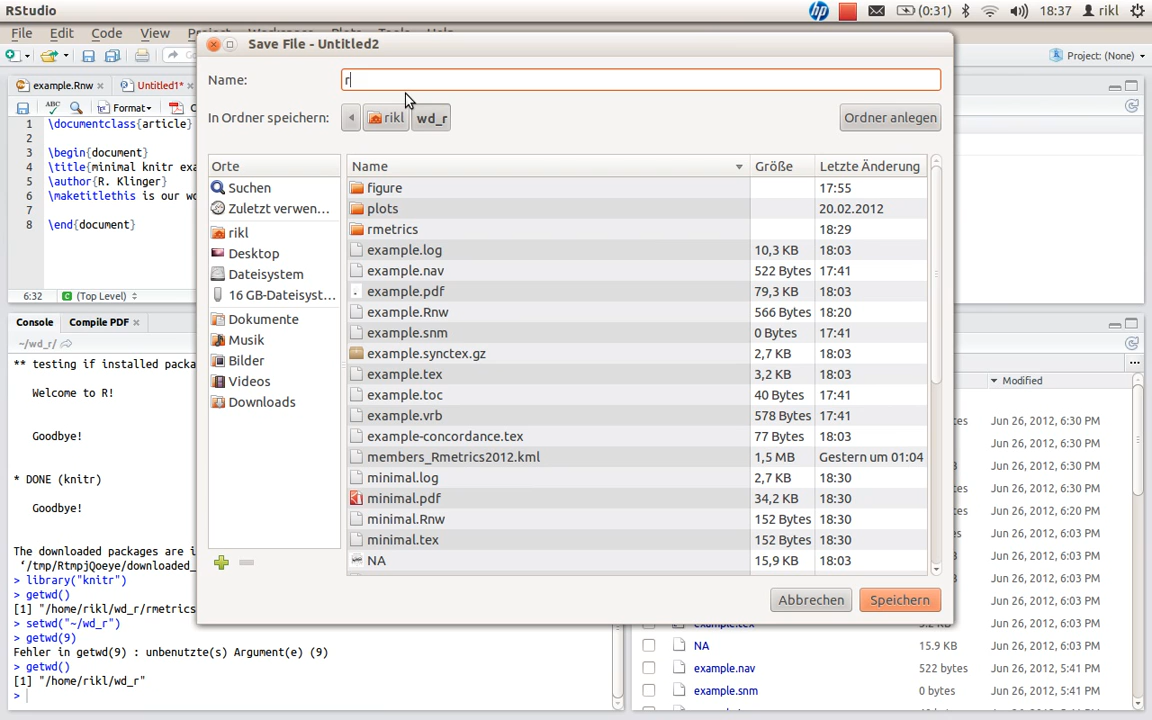 RStudio
(0:31)
18:37
rikl
File Edit Code View
Save File - Untitled2
Name: r
Project: (None)
example.Rnw
Untitled1*
In Ordner speichern:
rikl
wd_r
Ordner anlegen
Format
1 \documentclass{article}
2
3 \begin{document}
4 \title{minimal knitr exa
5 \author{R. Klinger}
6 \maketitlethis is our wo
7
8 \end{document}
6:32
(Top Level)
Orte
Suchen
Zuletzt verwen...
rikl
Desktop
Dateisystem
16 GB-Dateisyst...
Dokumente
Musik
Bilder
Videos
Downloads
Name Größe Letzte Änderung
figure 17:55
plots 20.02.2012
rmetrics 18:29
example.log 10,3 KB 18:03
example.nav 522 Bytes 17:41
example.pdf 79,3 KB 18:03
example.Rnw 566 Bytes 18:20
example.snm 0 Bytes 17:41
example.synctex.gz 2,7 KB 18:03
example.tex 3,2 KB 18:03
example.toc 40 Bytes 17:41
example.vrb 578 Bytes 17:41
example-concordance.tex 77 Bytes 18:03
members_Rmetrics2012.kml 1,5 MB Gestern um 01:04
minimal.log 2,7 KB 18:30
minimal.pdf 34,2 KB 18:30
minimal.Rnw 152 Bytes 18:30
minimal.tex 152 Bytes 18:30
NA 15,9 KB 18:03
Abbrechen
Speichern
Console
Compile PDF
~/wd_r/
** testing if installed packa
Welcome to R!
Goodbye!
* DONE (knitr)
Goodbye!
The downloaded packages are i
‘/tmp/RtmpjQoeye/downloaded_
> library("knitr")
> getwd()
[1] "/home/rikl/wd_r/rmetrics
> setwd("~/wd_r")
> getwd(9)
Fehler in getwd(9) : unbenutzte(s) Argument(e) (9)
> getwd()
[1] "/home/rikl/wd_r"
>
Modified
Jun 26, 2012, 6:30 PM
Jun 26, 2012, 6:30 PM
Jun 26, 2012, 6:30 PM
Jun 26, 2012, 6:30 PM
Jun 26, 2012, 6:20 PM
Jun 26, 2012, 6:03 PM
Jun 26, 2012, 6:03 PM
Jun 26, 2012, 6:03 PM
Jun 26, 2012, 6:03 PM
example.tex 3.2 KB Jun 26, 2012, 6:03 PM
NA 15.9 KB Jun 26, 2012, 6:03 PM
example.nav 522 bytes Jun 26, 2012, 5:41 PM
example.snm 0 bytes Jun 26, 2012, 5:41 PM